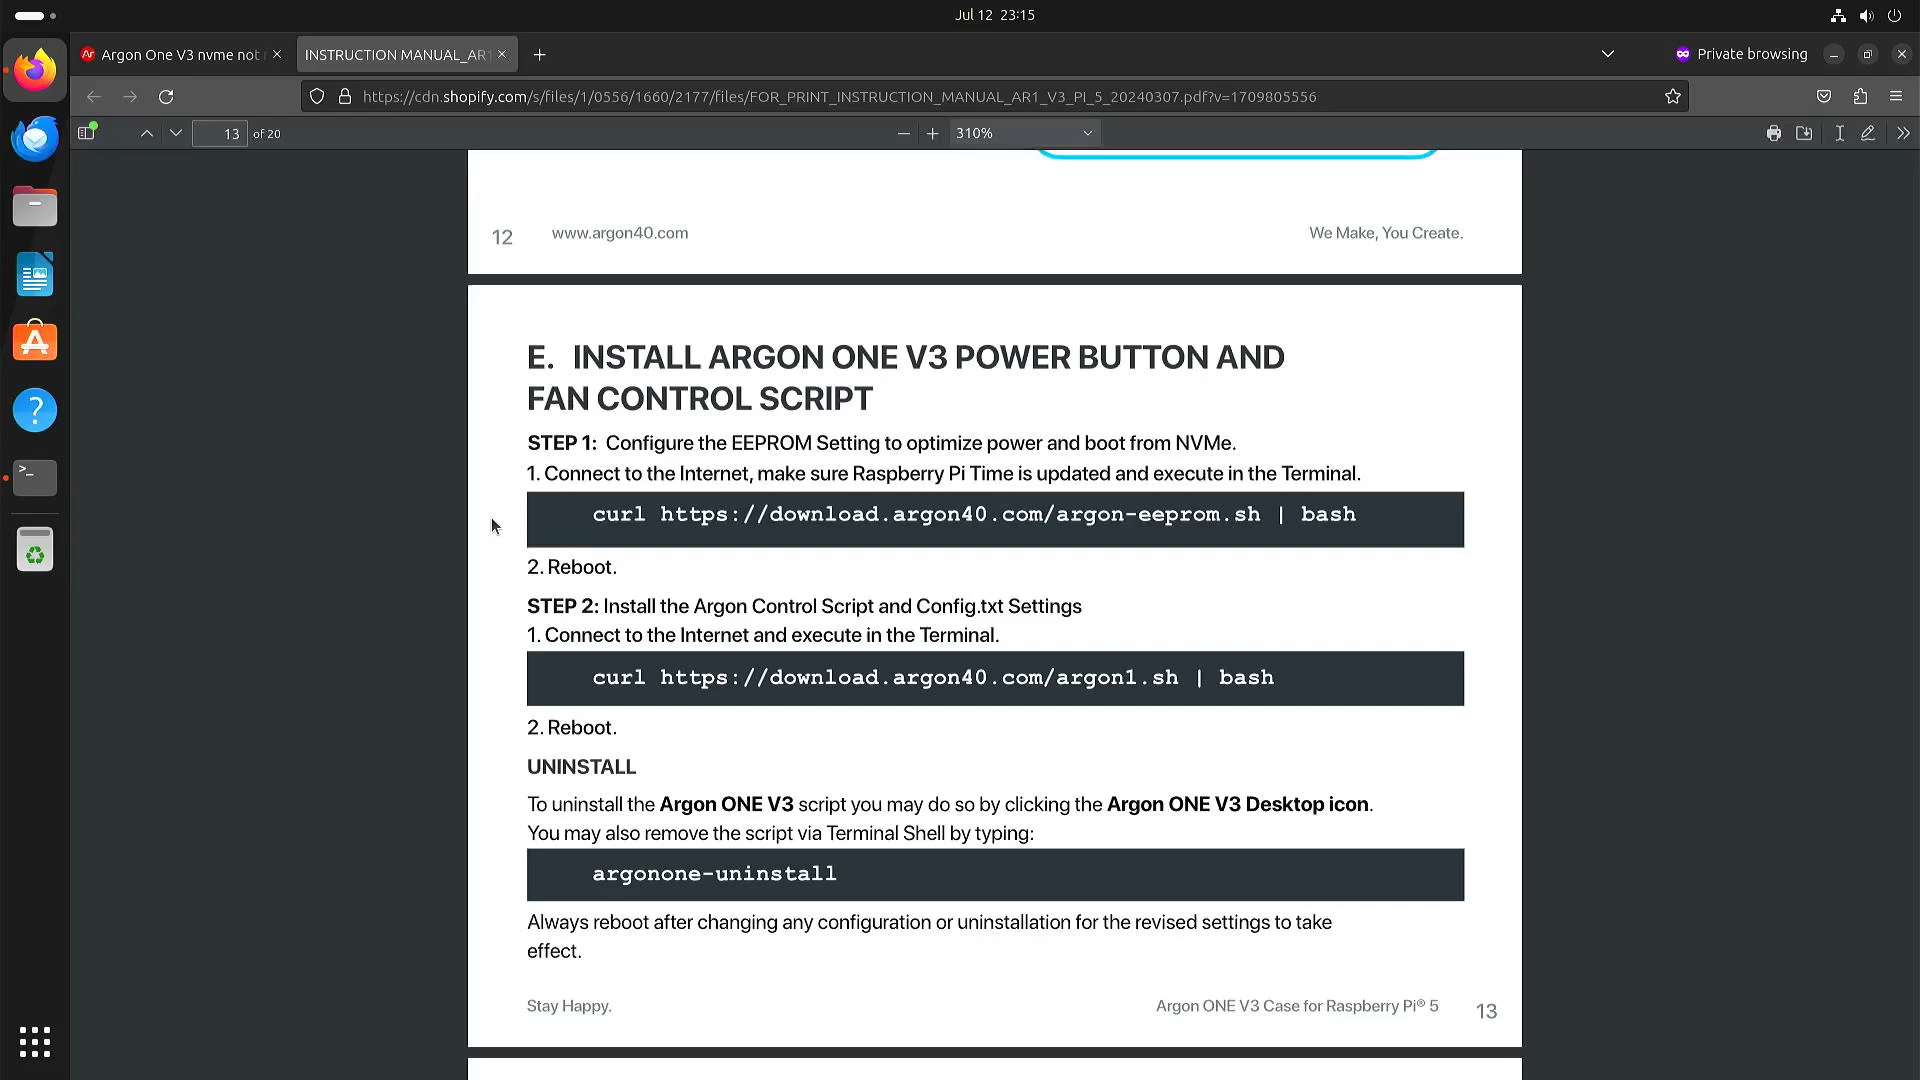 Jul 12 23:15
Argon One V3 nvme not
INSTRUCTION MANUAL_AR1
Private browsing
https://cdn.shopify.com/s/files/1/0556/1660/2177/files/FOR_PRINT_INSTRUCTION_MANUAL_AR1_V3_PI_5_20240307.pdf?v=1709805556
13 of 20
310%
12 www.argon40.com We Make, You Create.
E. INSTALL ARGON ONE V3 POWER BUTTON AND
FAN CONTROL SCRIPT
STEP 1: Configure the EEPROM Setting to optimize power and boot from NVMe.
1. Connect to the Internet, make sure Raspberry Pi Time is updated and execute in the Terminal.
curl https://download.argon40.com/argon-eeprom.sh | bash
2. Reboot.
STEP 2: Install the Argon Control Script and Config.txt Settings
1. Connect to the Internet and execute in the Terminal.
curl https://download.argon40.com/argon1.sh | bash
2. Reboot.
UNINSTALL
To uninstall the Argon ONE V3 script you may do so by clicking the Argon ONE V3 Desktop icon.
You may also remove the script via Terminal Shell by typing:
argonone-uninstall
Always reboot after changing any configuration or uninstallation for the revised settings to take
effect.
Stay Happy. Argon ONE V3 Case for Raspberry Pi® 5 13